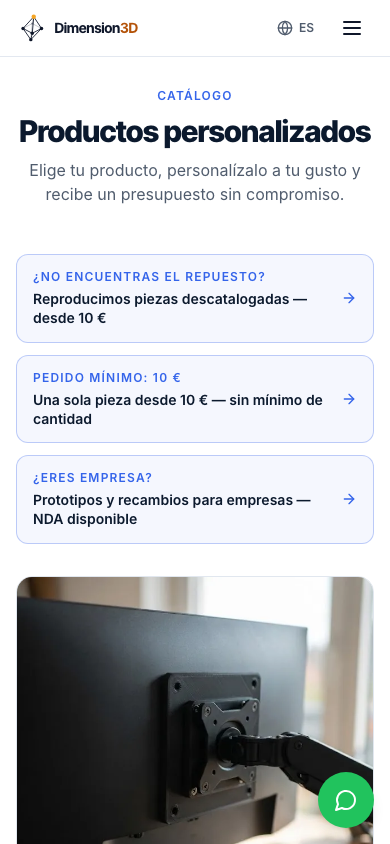 Dimension3D
ES
CATÁLOGO
Productos personalizados
Elige tu producto, personalízalo a tu gusto y
recibe un presupuesto sin compromiso.
¿NO ENCUENTRAS EL REPUESTO?
Reproducimos piezas descatalogadas —
desde 10 €
PEDIDO MÍNIMO: 10 €
Una sola pieza desde 10 € — sin mínimo de
cantidad
¿ERES EMPRESA?
Prototipos y recambios para empresas —
NDA disponible